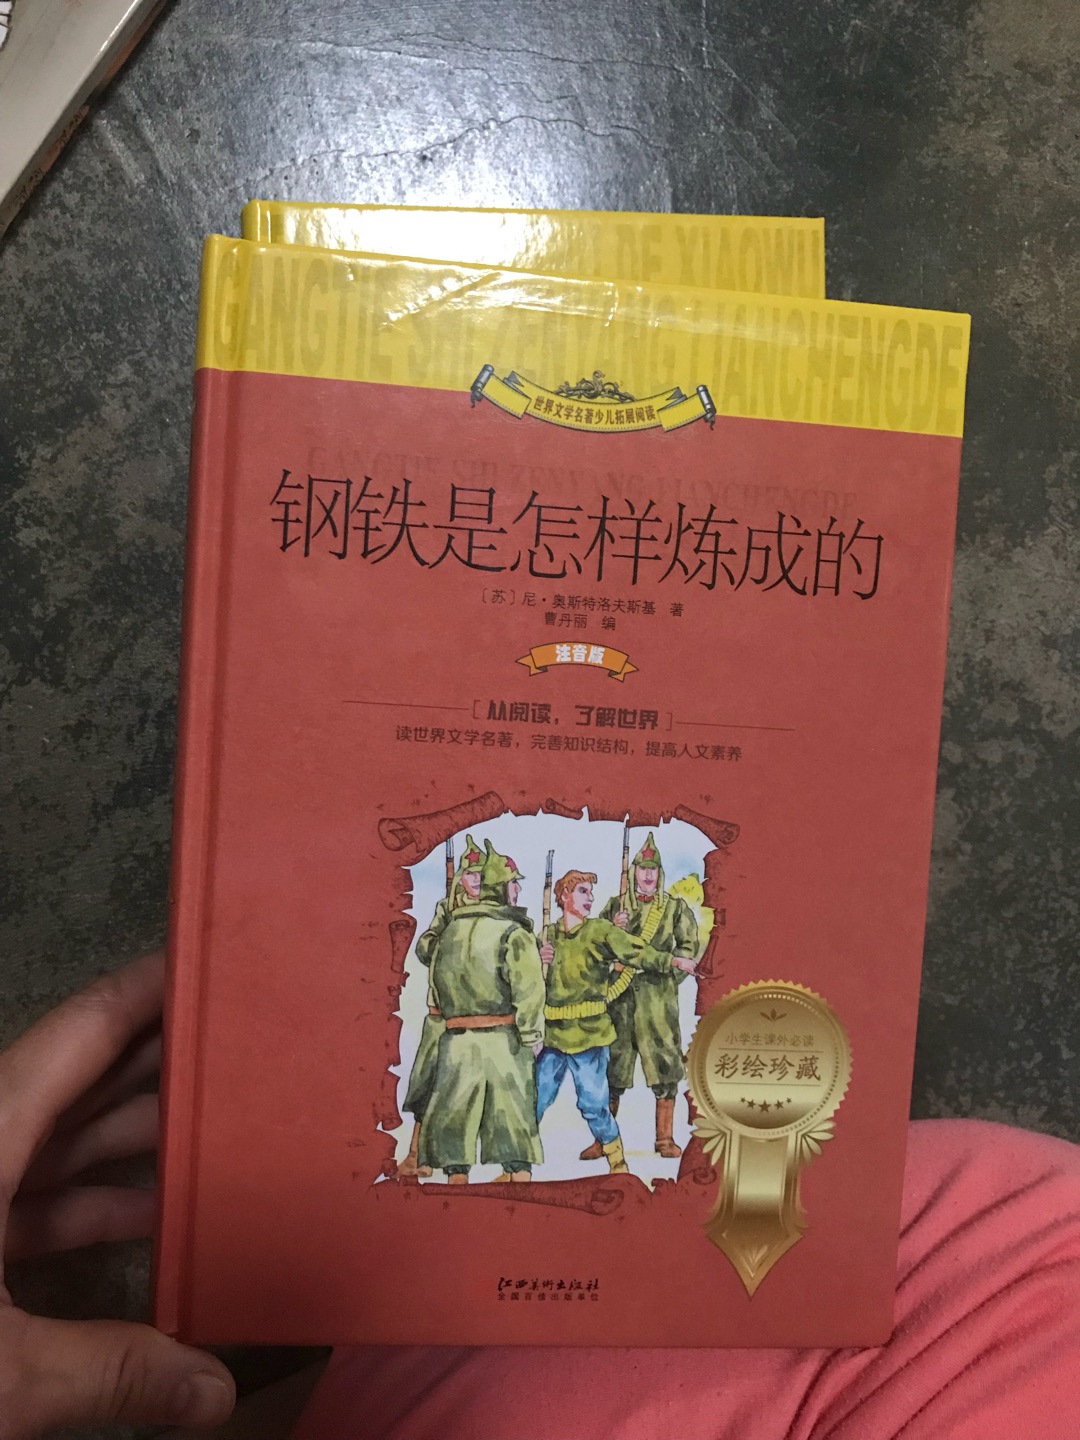 DE XIAOWU
GANGTIE SHI ZENYANG LIANCHENGDE
世界文学名著少儿拓展阅读
GANGTIE SHI ZENYANG LIANCHENGDE
钢铁是怎样炼成的
〔苏〕尼·奥斯特洛夫斯基 著
曹丹丽 编
注音版
[从阅读，了解世界]
读世界文学名著，完善知识结构，提高人文素养
小学生课外必读
彩绘珍藏
江西美术出版社
全国百佳出版单位